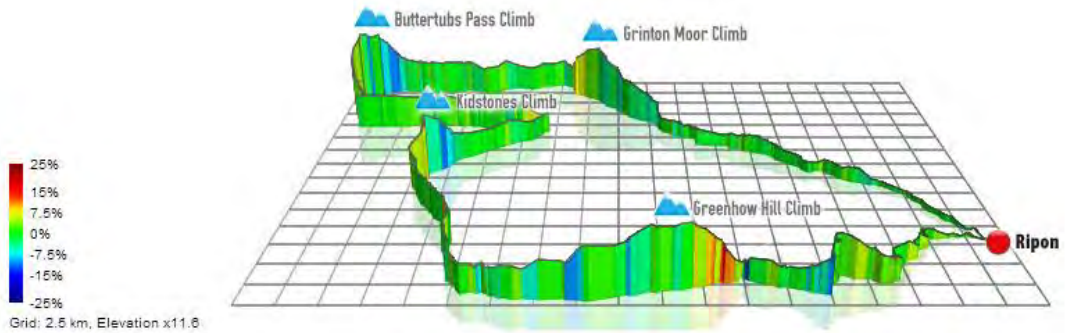 Buttertubs Pass Climb
Grinton Moor Climb
Kidstones Climb
25%
15%
7.5%
0%
-7.5%
-15%
-25%
Greenhow Hill Climb
Ripon
Grid: 2.5 km, Elevation x11.6